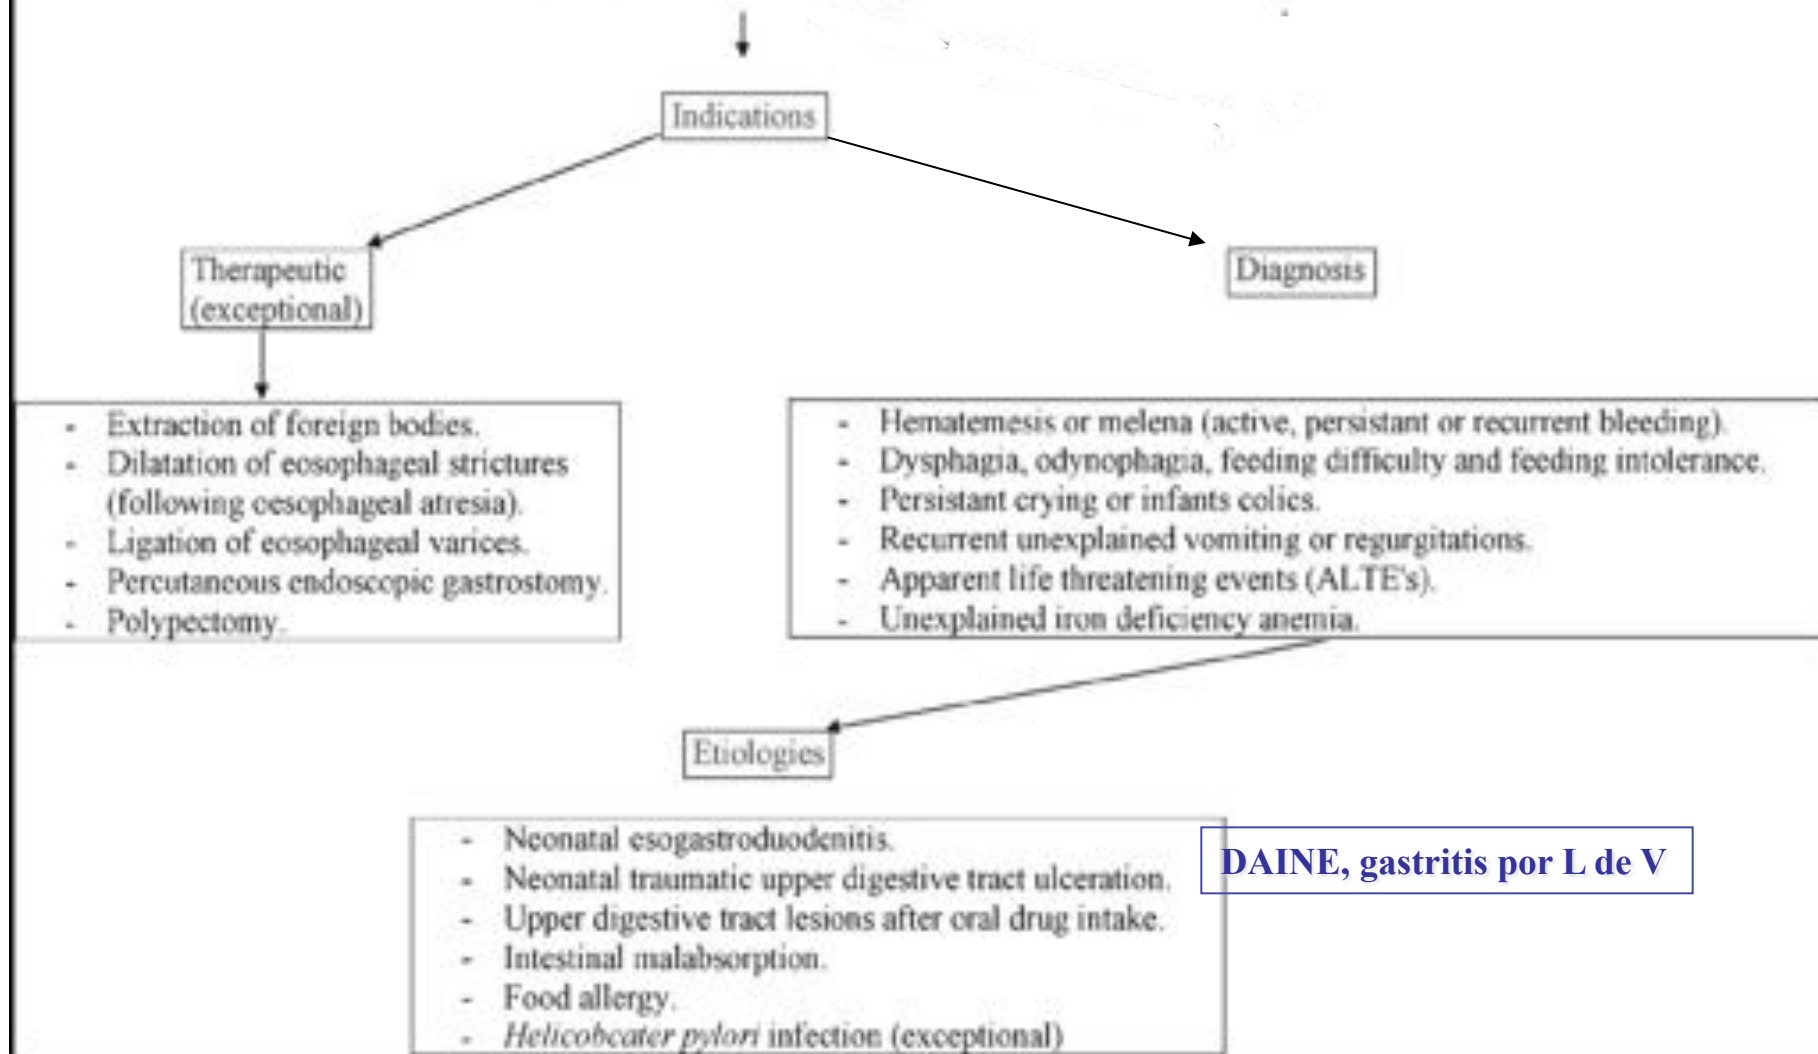 Indications
Therapeutic
(exceptional)
Diagnosis
- Extraction of foreign bodies.
- Dilatation of eosophageal strictures
(following oesophageal atresia).
- Ligation of eosophageal varices.
- Percutaneous endoscopic gastrostomy.
- Polypectomy.
- Hematemesis or melena (active, persistant or recurrent bleeding).
- Dysphagia, odynophagia, feeding difficulty and feeding intolerance.
- Persistant crying or infants colics.
- Recurrent unexplained vomiting or regurgitations.
- Apparent life threatening events (ALTE's).
- Unexplained iron deficiency anemia.
Etiologies
- Neonatal esogastroduodenitis.
- Neonatal traumatic upper digestive tract ulceration.
- Upper digestive tract lesions after oral drug intake.
- Intestinal malabsorption.
- Food allergy.
- Helicobcater pylori infection (exceptional)
DAINE, gastritis por L de V